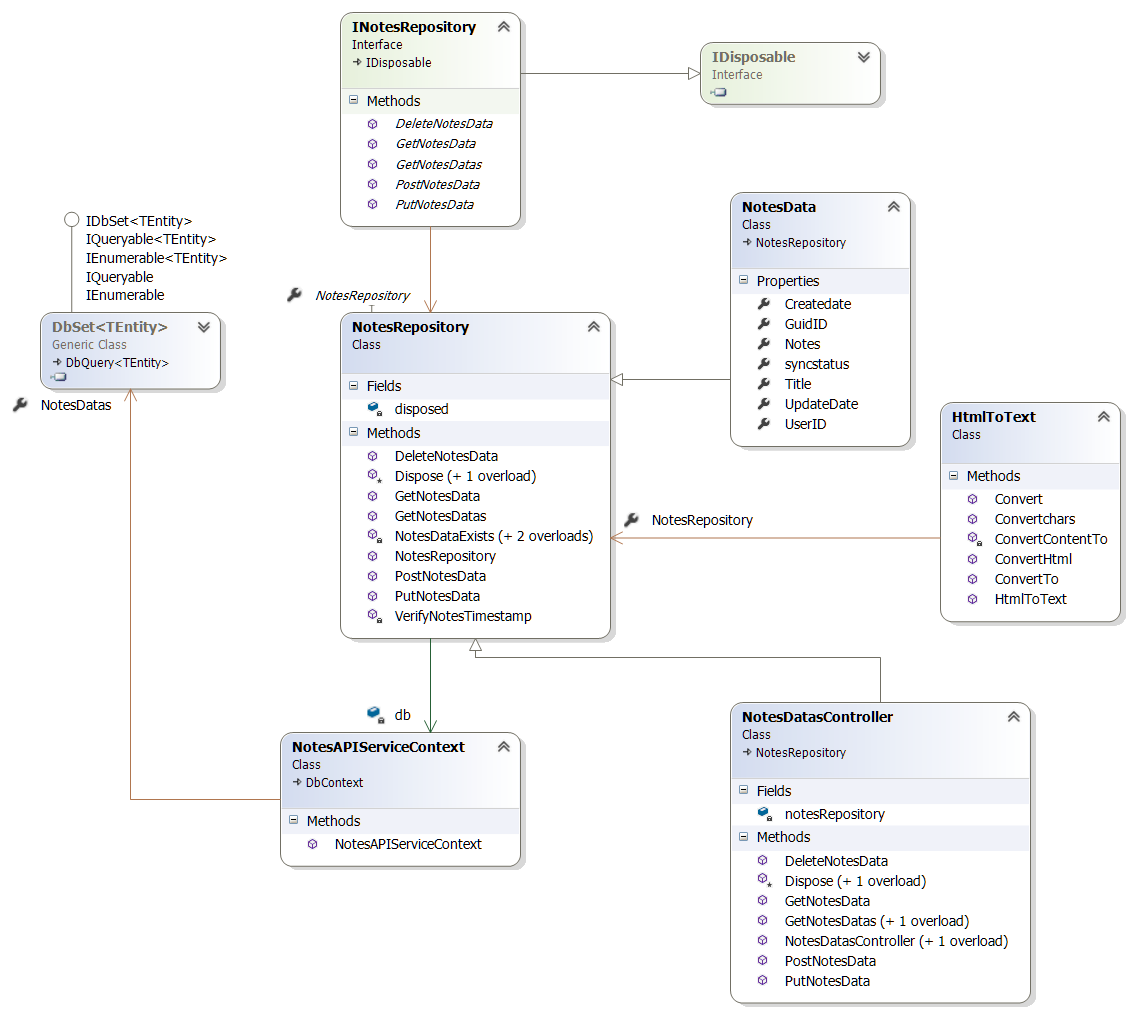 INotesRepository
Interface
IDisposable
Methods
DeleteNotesData
GetNotesData
GetNotesDatas
PostNotesData
PutNotesData
IDisposable
Interface
NotesData
Class
NotesRepository
Properties
Createdate
GuidID
Notes
syncstatus
Title
UpdateDate
UserID
IDbSet<TEntity>
IQueryable<TEntity>
IEnumerable<TEntity>
IQueryable
IEnumerable
DbSet<TEntity>
Generic Class
DbQuery<TEntity>
NotesDatas
NotesRepository
NotesRepository
Class
Fields
disposed
Methods
DeleteNotesData
Dispose (+ 1 overload)
GetNotesData
GetNotesDatas
NotesDataExists (+ 2 overloads)
NotesRepository
PostNotesData
PutNotesData
VerifyNotesTimestamp
NotesRepository
HtmlToText
Class
Methods
Convert
Convertchars
ConvertContentTo
ConvertHtml
ConvertTo
HtmlToText
db
NotesAPIServiceContext
Class
DbContext
Methods
NotesAPIServiceContext
NotesDatasController
Class
NotesRepository
Fields
notesRepository
Methods
DeleteNotesData
Dispose (+ 1 overload)
GetNotesData
GetNotesDatas (+ 1 overload)
NotesDatasController (+ 1 overload)
PostNotesData
PutNotesData